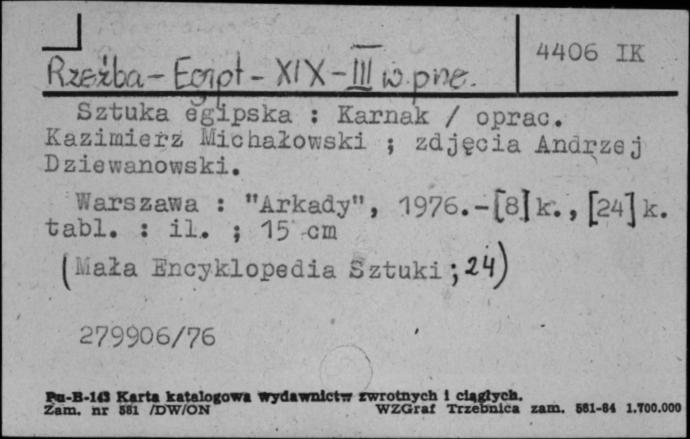 4406 IX
Rzeźba - Egipt - XIX - III w. pne.
Sztuka egipska : Karnak / oprac.
Kazimierz Michałowski ; zdjęcia Andrzej
Dziewanowski.
Warszawa : "Arkady", 1976. - [8] k., [24] k.
tabl. : il. ; 15 cm
(Mała Encyklopedia Sztuki ; 24)
279906/76
Pu-B-143 Karta katalogowa wydawnictw zwrotnych i ciągłych.
Zam. nr 581 /DW/ON WZGraf Trzebnica zam. 581-84 1.700.000